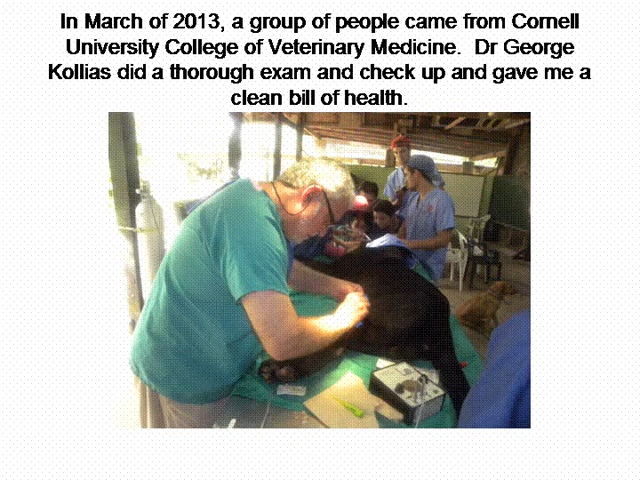 In March of 2013, a group of people came from Cornell
University College of Veterinary Medicine.  Dr George
Kollias did a thorough exam and check up and gave me a
clean bill of health.